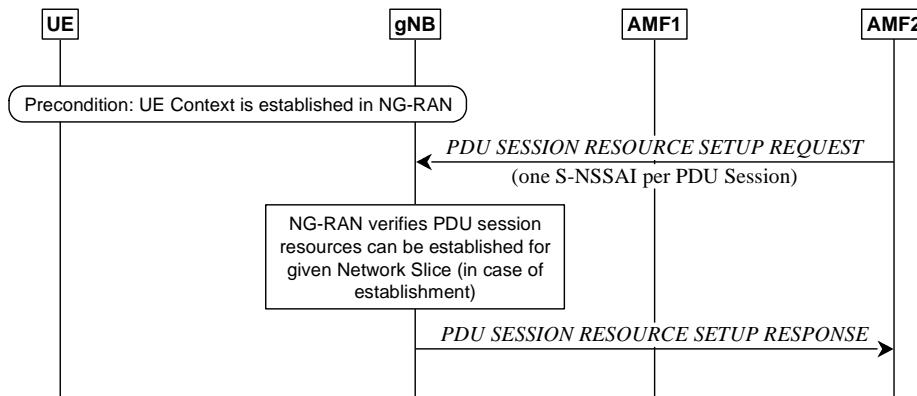 UE gNB AMF1 AMF2
Precondition: UE Context is established in NG-RAN
PDU SESSION RESOURCE SETUP REQUEST
(one S-NSSAI per PDU Session)
NG-RAN verifies PDU session
resources can be established for
given Network Slice (in case of
establishment)
PDU SESSION RESOURCE SETUP RESPONSE